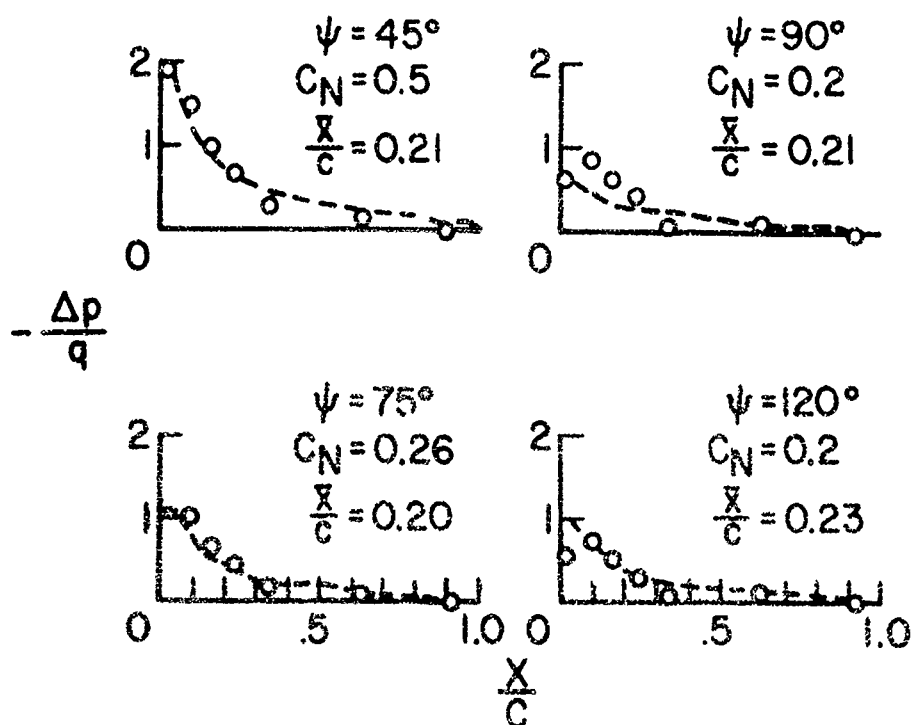 ψ = 45°
C_N = 0.5
x̄/c = 0.21
2
1
0
ψ = 90°
C_N = 0.2
x̄/c = 0.21
2
1
0
- Δp/q
ψ = 75°
C_N = 0.26
x̄/c = 0.20
2
1
0 .5 1.0
ψ = 120°
C_N = 0.2
x̄/c = 0.23
2
1
0 .5 1.0
X/C